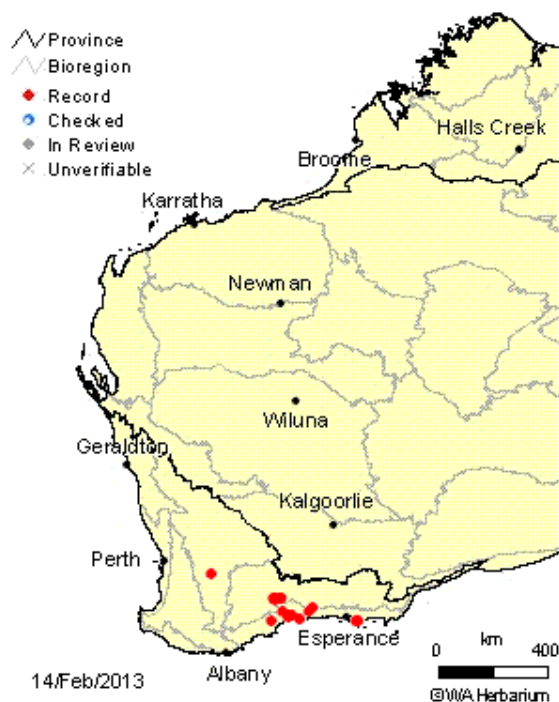 Province
Bioregion
Record
Checked
In Review
Unverifiable
Halls Creek
Broome
Karratha
Newman
Wiluna
Geraldton
Kalgoorlie
Perth
Esperance
Albany
0 km 400
14/Feb/2013
©WA Herbarium